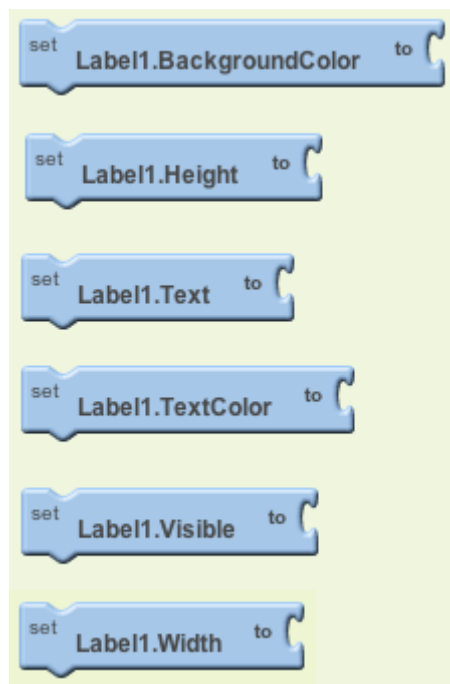 set Label1.BackgroundColor to
set Label1.Height to
set Label1.Text to
set Label1.TextColor to
set Label1.Visible to
set Label1.Width to